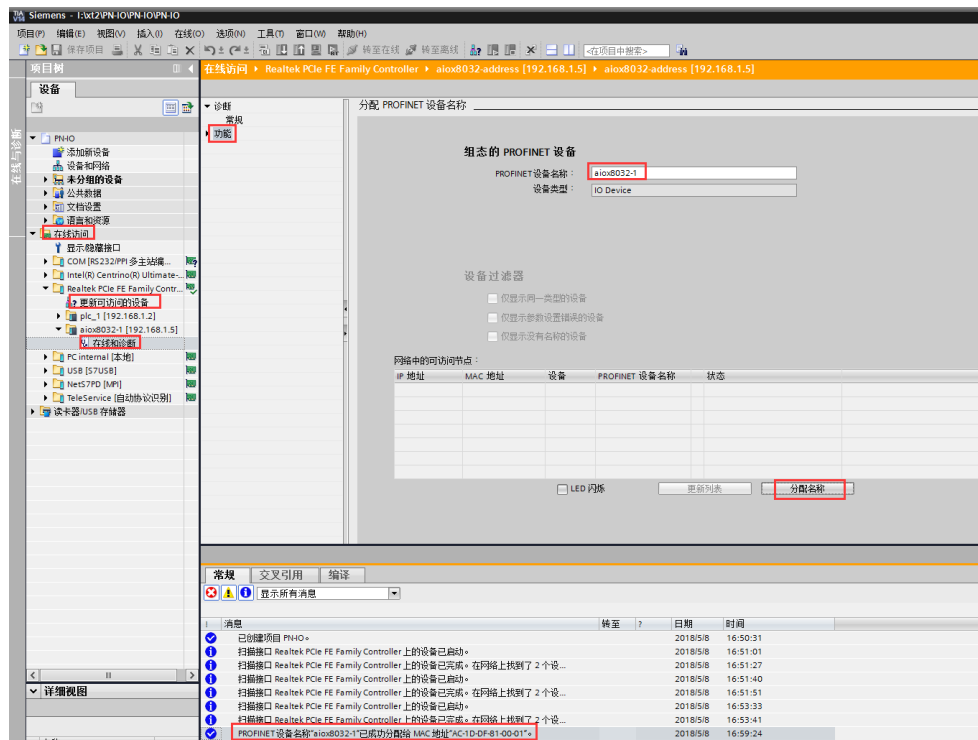 Siemens - I:\xt2\PN-IO\PN-IO\PN-IO
项目(P) 编辑(E) 视图(V) 插入(I) 在线(O) 选项(N) 工具(T) 窗口(W) 帮助(H)
保存项目 转至在线 转至离线 <在项目中搜索>
项目树
在线访问 ▸ Realtek PCIe FE Family Controller ▸ aiox8032-address [192.168.1.5] ▸ aiox8032-address [192.168.1.5]
设备
在线与诊断
PN-IO
添加新设备
设备和网络
未分组的设备
公共数据
文档设置
语言和资源
在线访问
显示/隐藏接口
COM [RS232/PPI 多主站编...
Intel(R) Centrino(R) Ultimate-...
Realtek PCIe FE Family Contr...
更新可访问的设备
plc_1 [192.168.1.2]
aiox8032-1 [192.168.1.5]
在线和诊断
PC internal [本地]
USB [S7USB]
NetS7PD [MPI]
TeleService [自动协议识别]
读卡器/USB 存储器
详细视图
诊断
常规
功能
分配 PROFINET 设备名称
组态的 PROFINET 设备
PROFINET设备名称： aiox8032-1
设备类型： IO Device
设备过滤器
仅显示同一类型的设备
仅显示参数设置错误的设备
仅显示没有名称的设备
网络中的可访问节点：
IP 地址 MAC 地址 设备 PROFINET 设备名称 状态
LED 闪烁 更新列表 分配名称
常规 交叉引用 编译
显示所有消息
! 消息 转至 ? 日期 时间
已创建项目 PN-IO。 2018/5/8 16:50:31
扫描接口 Realtek PCIe FE Family Controller 上的设备已启动。 2018/5/8 16:51:01
扫描接口 Realtek PCIe FE Family Controller 上的设备已完成。在网络上找到了 2 个设... 2018/5/8 16:51:27
扫描接口 Realtek PCIe FE Family Controller 上的设备已启动。 2018/5/8 16:51:40
扫描接口 Realtek PCIe FE Family Controller 上的设备已完成。在网络上找到了 2 个设... 2018/5/8 16:51:51
扫描接口 Realtek PCIe FE Family Controller 上的设备已启动。 2018/5/8 16:53:33
扫描接口 Realtek PCIe FE Family Controller 上的设备已完成。在网络上找到了 2 个设... 2018/5/8 16:53:41
PROFINET设备名称"aiox8032-1"已成功分配给 MAC 地址"AC-1D-DF-81-00-01"。 2018/5/8 16:59:24